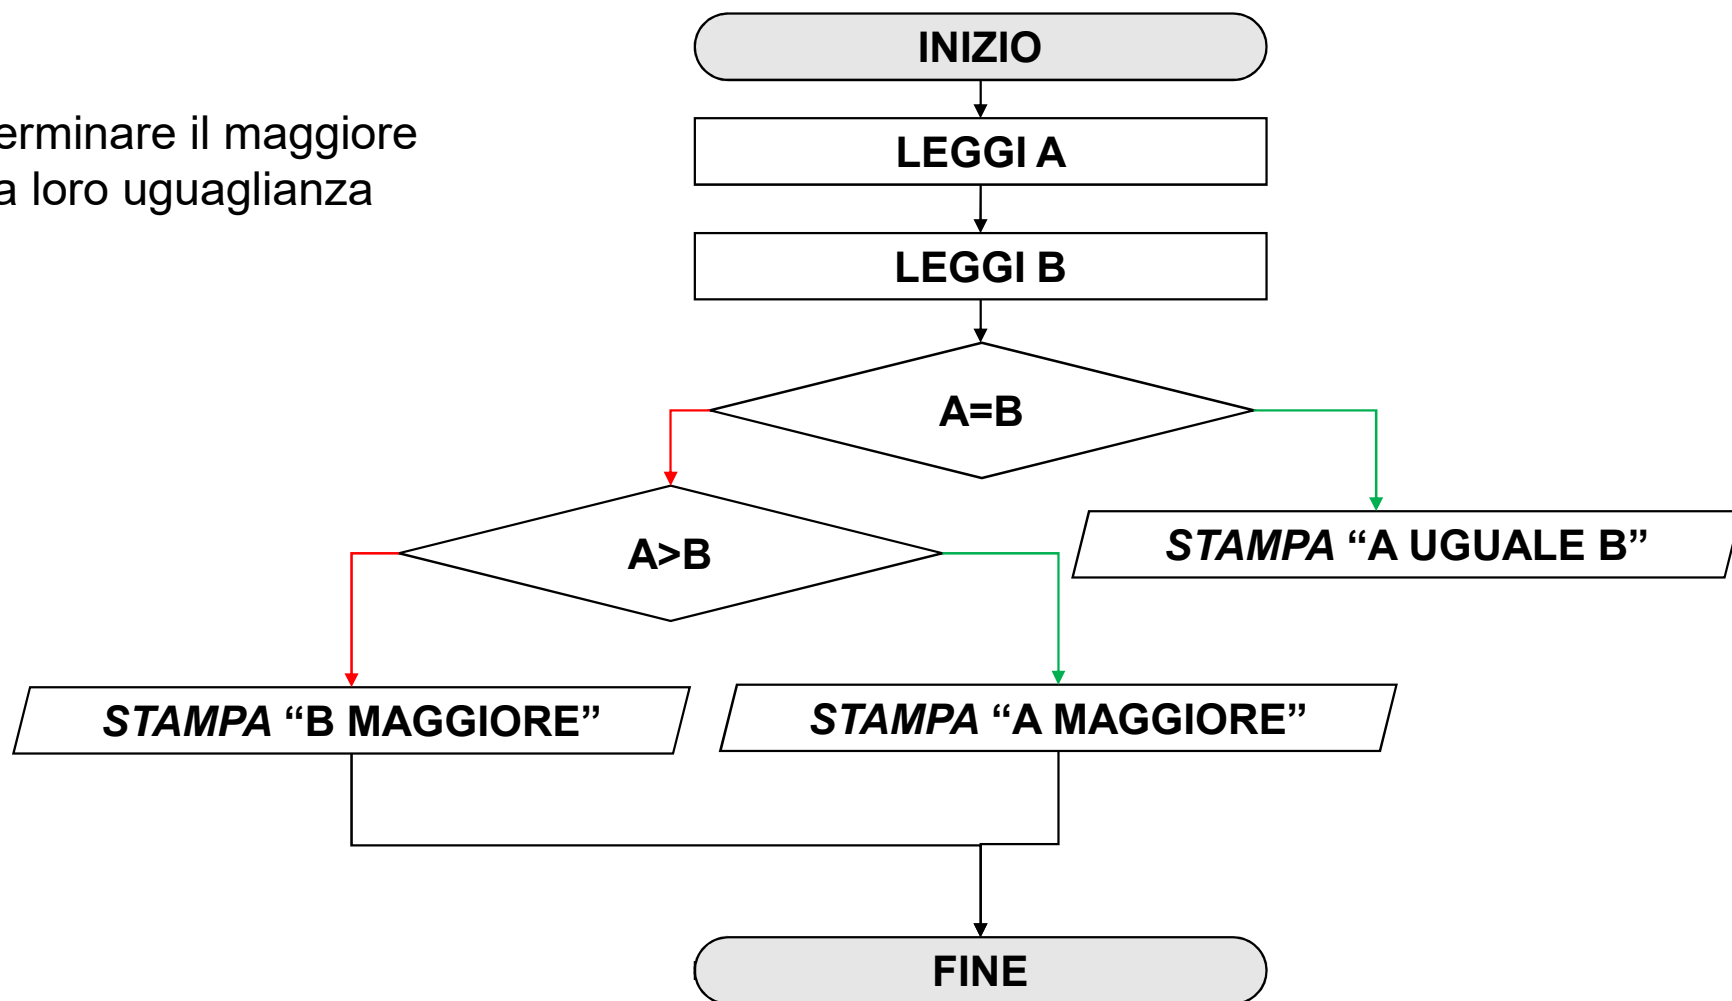 INIZIO
erminare il maggiore
a loro uguaglianza
LEGGI A
LEGGI B
A=B
A>B
STAMPA “A UGUALE B”
STAMPA “B MAGGIORE”
STAMPA “A MAGGIORE”
FINE